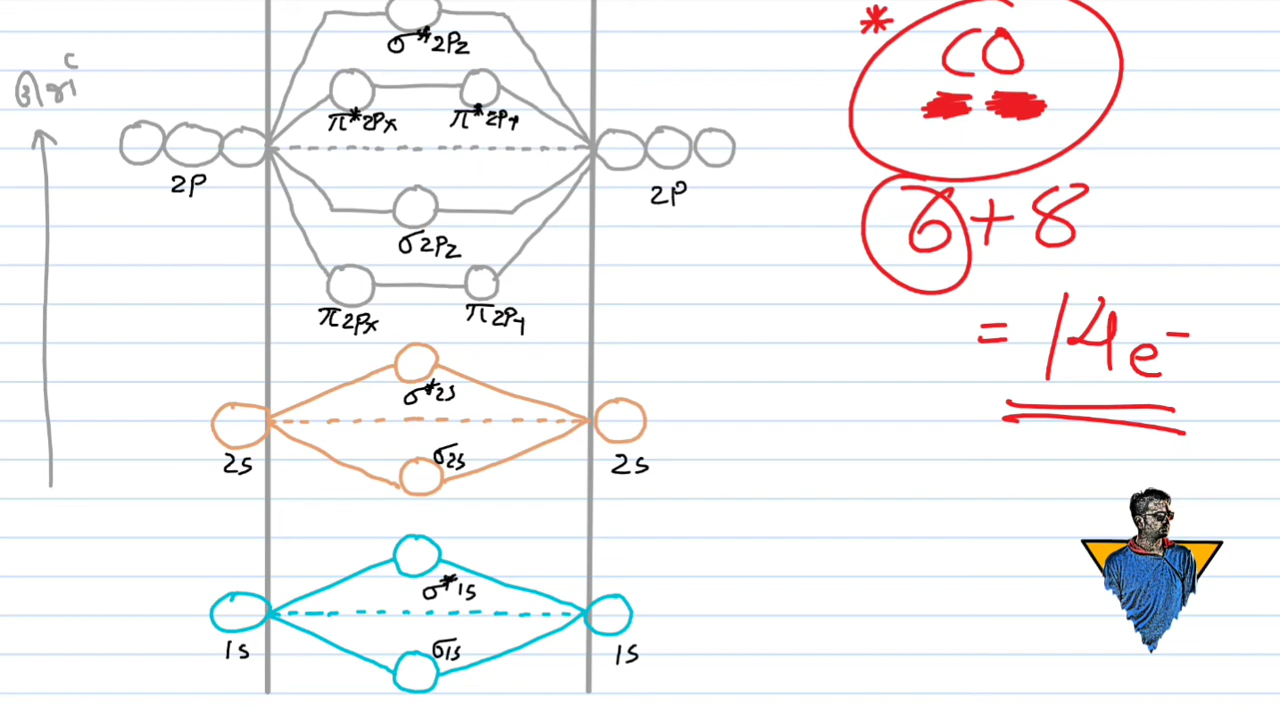 σ*2Pz
π*2Px π*2Py
2P 2P
σ2Pz
π2Px π2Py
σ*2s
2s σ2s 2s
σ*1s
1s σ1s 1s
* CO
6+8
= 14e⁻